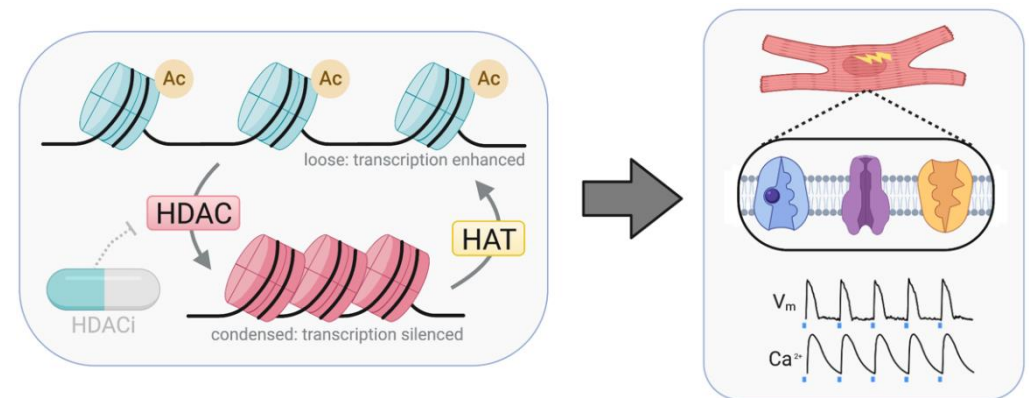 Ac
Ac
Ac
loose: transcription enhanced
HDAC
HAT
HDACi
condensed: transcription silenced
Vm
Ca²⁺